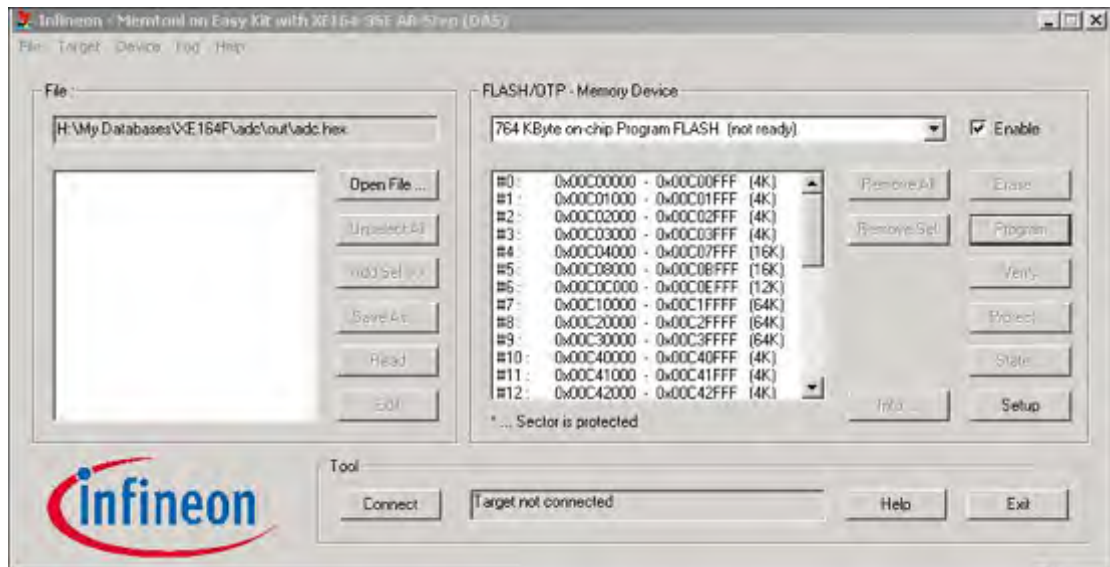 Infineon - Memtool on Easy Kit with XE164-96F AB-Step (DAS)
File Target Device Log Help
File :
H:\My Databases\XE164F\adc\out\adc.hex
Open File ...
Unselect All
Add Sel >>
Save As...
Read
Edit
FLASH/OTP - Memory Device
764 KByte on-chip Program FLASH (not ready)
Enable
#0 : 0x00C00000 - 0x00C00FFF (4K)
#1 : 0x00C01000 - 0x00C01FFF (4K)
#2 : 0x00C02000 - 0x00C02FFF (4K)
#3 : 0x00C03000 - 0x00C03FFF (4K)
#4 : 0x00C04000 - 0x00C07FFF (16K)
#5 : 0x00C08000 - 0x00C0BFFF (16K)
#6 : 0x00C0C000 - 0x00C0EFFF (12K)
#7 : 0x00C10000 - 0x00C1FFFF (64K)
#8 : 0x00C20000 - 0x00C2FFFF (64K)
#9 : 0x00C30000 - 0x00C3FFFF (64K)
#10 : 0x00C40000 - 0x00C40FFF (4K)
#11 : 0x00C41000 - 0x00C41FFF (4K)
#12 : 0x00C42000 - 0x00C42FFF (4K)
* ... Sector is protected
Remove All
Remove Sel
Info ...
Erase
Program
Verify
Protect
State
Setup
infineon
Tool
Connect
Target not connected
Help
Exit